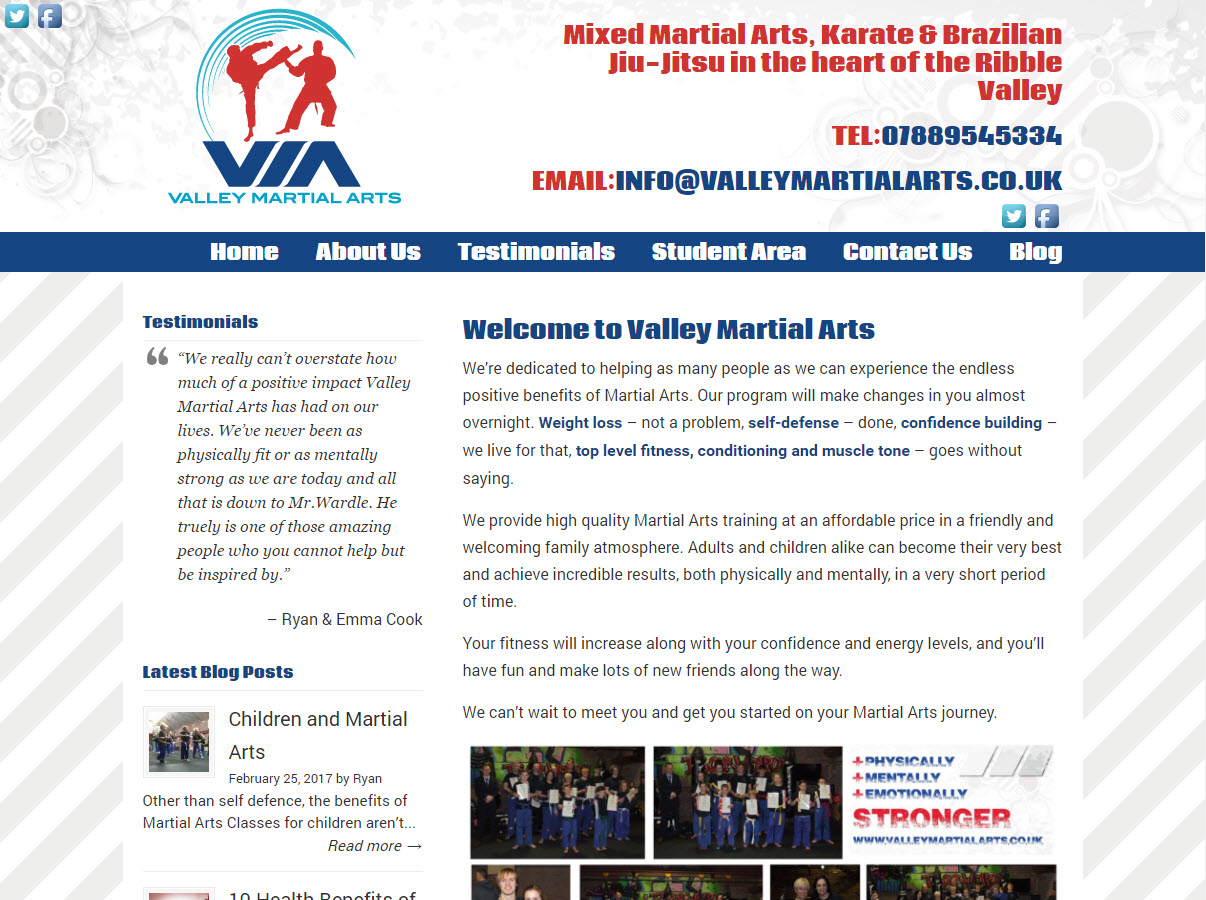 VIA
VALLEY MARTIAL ARTS
Mixed Martial Arts, Karate & Brazilian
Jiu-Jitsu in the heart of the Ribble
Valley
TEL:07889545334
EMAIL:INFO@VALLEYMARTIALARTS.CO.UK
Home About Us Testimonials Student Area Contact Us Blog
Testimonials
“We really can’t overstate how
much of a positive impact Valley
Martial Arts has had on our
lives. We’ve never been as
physically fit or as mentally
strong as we are today and all
that is down to Mr.Wardle. He
truely is one of those amazing
people who you cannot help but
be inspired by.”
– Ryan & Emma Cook
Latest Blog Posts
Children and Martial
Arts
February 25, 2017 by Ryan
Other than self defence, the benefits of
Martial Arts Classes for children aren’t...
Read more →
10 Health Benefits of
Welcome to Valley Martial Arts
We’re dedicated to helping as many people as we can experience the endless
positive benefits of Martial Arts. Our program will make changes in you almost
overnight. Weight loss – not a problem, self-defense – done, confidence building –
we live for that, top level fitness, conditioning and muscle tone – goes without
saying.
We provide high quality Martial Arts training at an affordable price in a friendly and
welcoming family atmosphere. Adults and children alike can become their very best
and achieve incredible results, both physically and mentally, in a very short period
of time.
Your fitness will increase along with your confidence and energy levels, and you’ll
have fun and make lots of new friends along the way.
We can’t wait to meet you and get you started on your Martial Arts journey.
+PHYSICALLY
+MENTALLY
+EMOTIONALLY
STRONGER
WWW.VALLEYMARTIALARTS.CO.UK